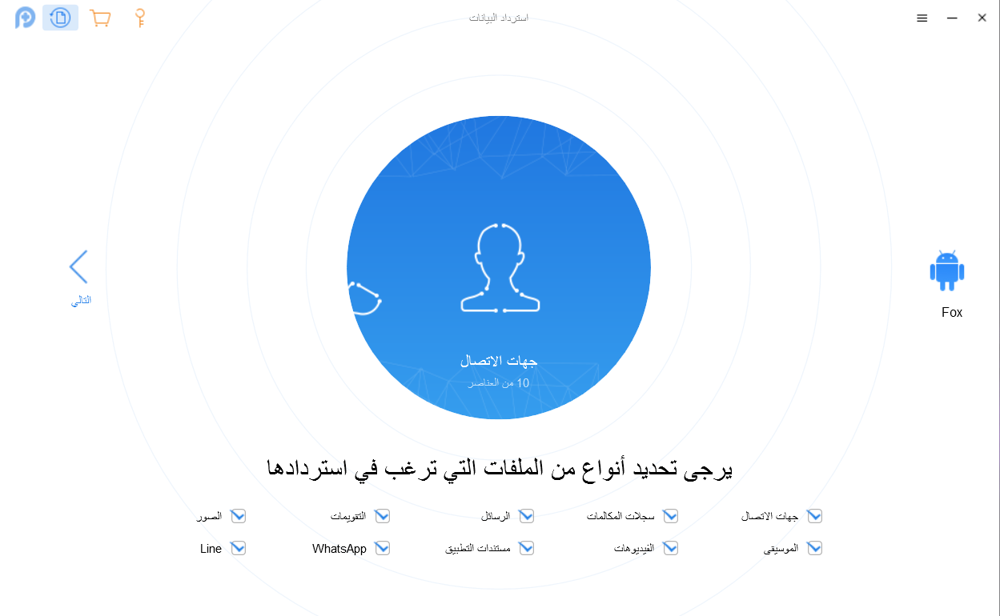 استرداد البيانات
Fox
التالي
جهات الاتصال
10 من العناصر
يرجى تحديد أنواع من الملفات التي ترغب في استردادها
جهات الاتصال سجلات المكالمات الرسائل التقويمات الصور
الموسيقى الفيديوهات مستندات التطبيق WhatsApp Line